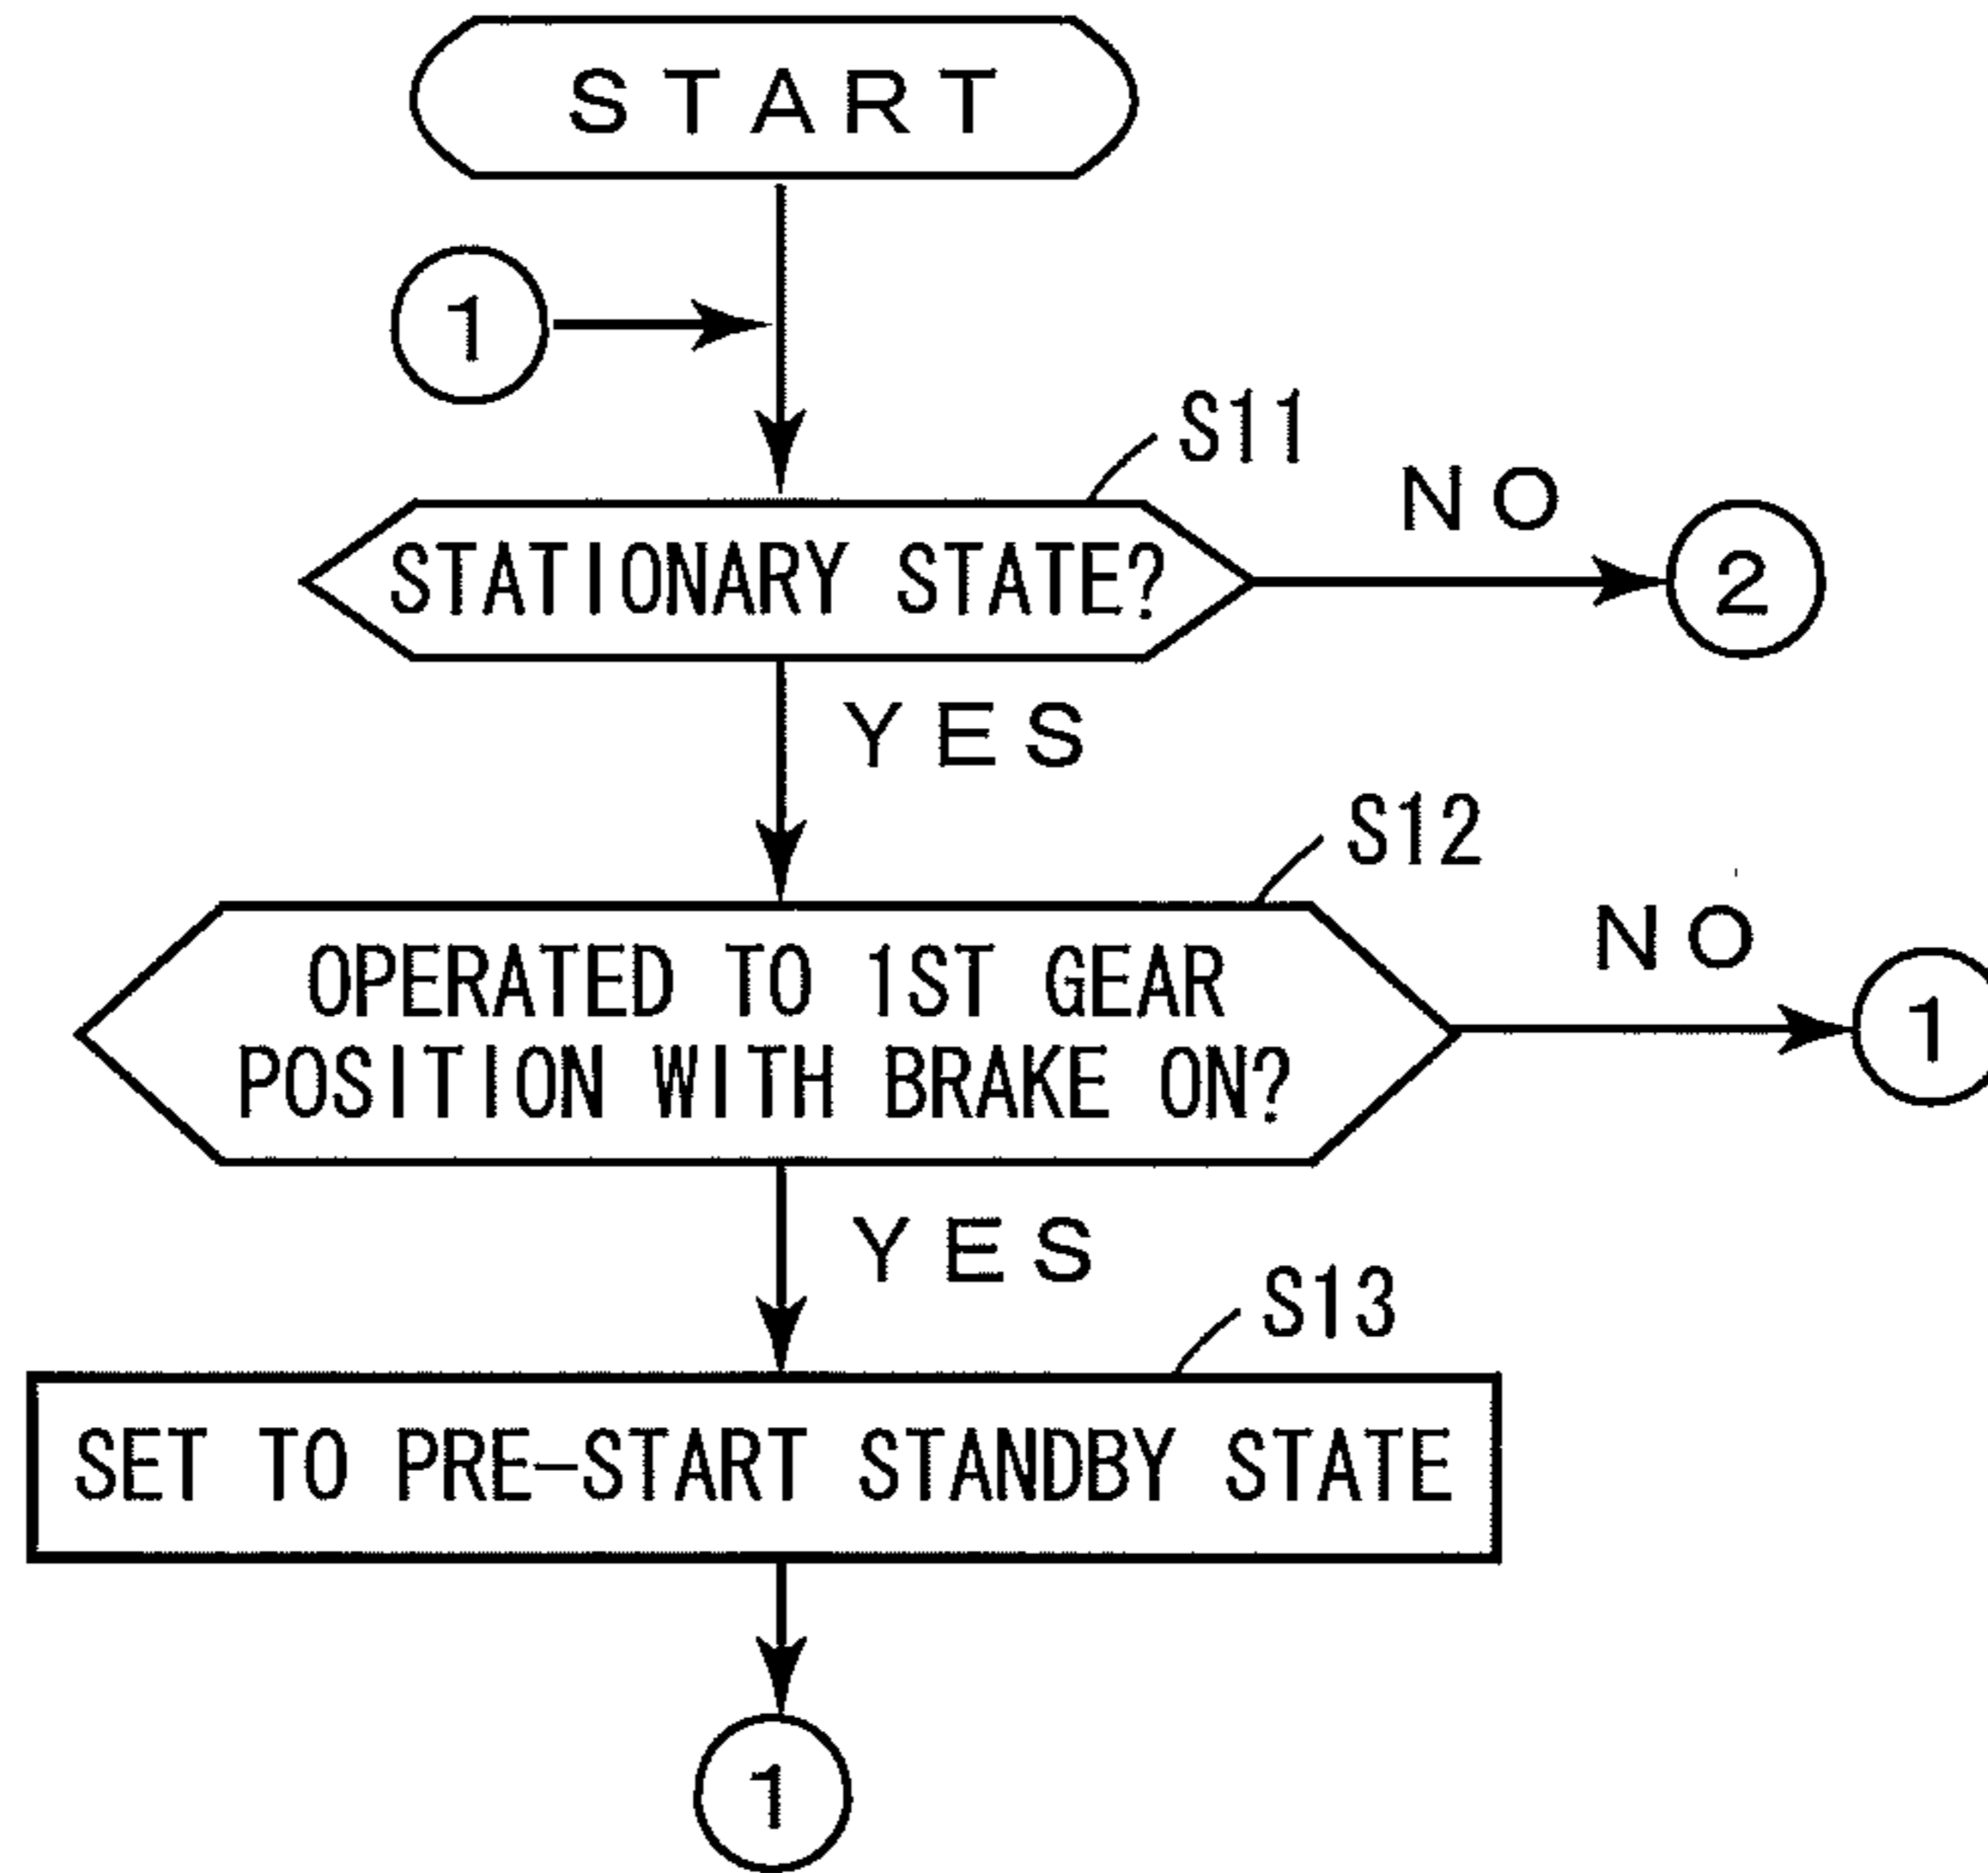 START
1
S11
NO
STATIONARY STATE?
2
YES
S12
NO
OPERATED TO 1ST GEAR
POSITION WITH BRAKE ON?
1
YES
S13
SET TO PRE-START STANDBY STATE
1